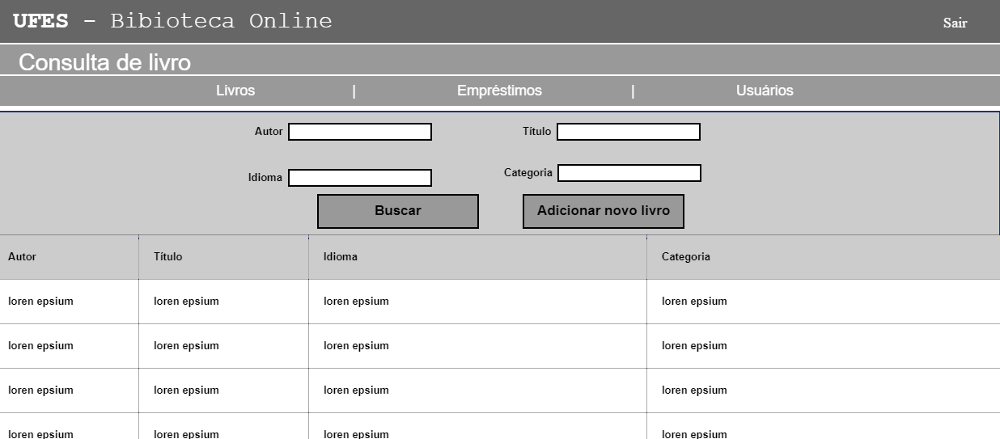 UFES - Bibioteca Online
Sair
Consulta de livro
Livros | Empréstimos | Usuários
Autor Título
Idioma Categoria
Buscar Adicionar novo livro
Autor Título Idioma Categoria
loren epsium loren epsium loren epsium loren epsium
loren epsium loren epsium loren epsium loren epsium
loren epsium loren epsium loren epsium loren epsium
loren epsium loren epsium loren epsium loren epsium